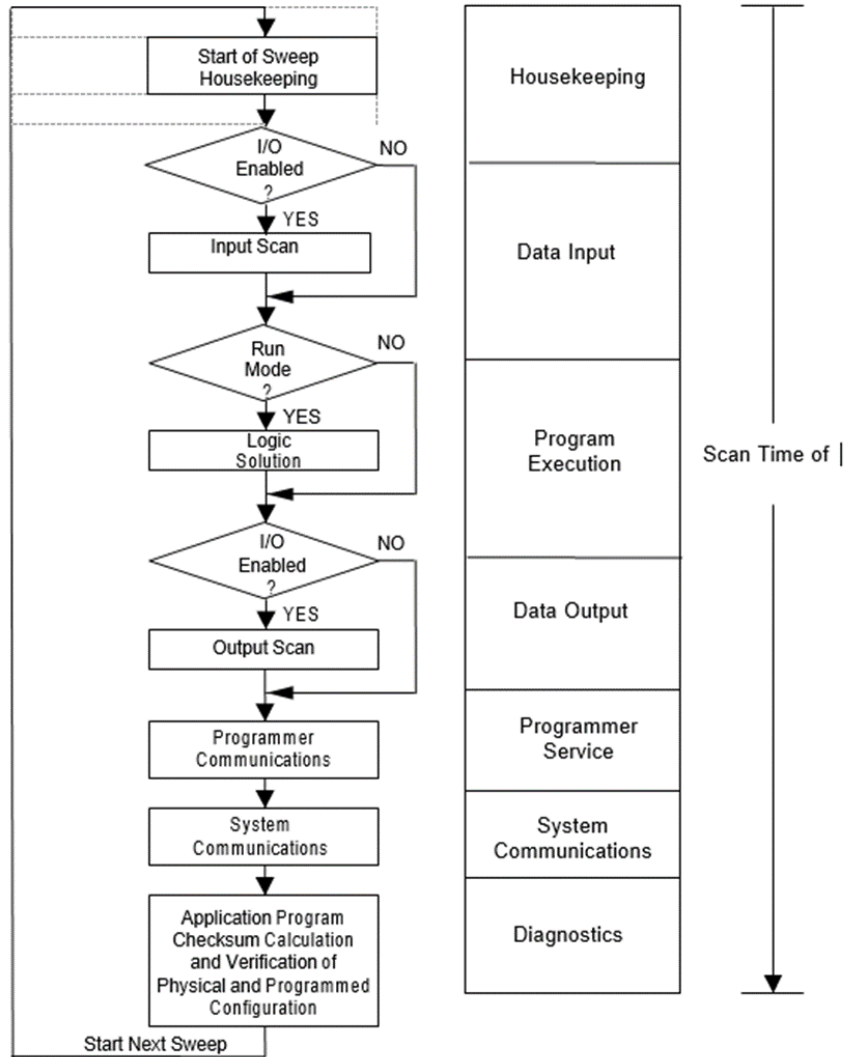 Start of Sweep
Housekeeping
I/O
Enabled
?
NO
YES
Input Scan
Run
Mode
?
NO
YES
Logic
Solution
I/O
Enabled
?
NO
YES
Output Scan
Programmer
Communications
System
Communications
Application Program
Checksum Calculation
and Verification of
Physical and Programmed
Configuration
Start Next Sweep
Housekeeping
Data Input
Program
Execution
Data Output
Programmer
Service
System
Communications
Diagnostics
Scan Time of